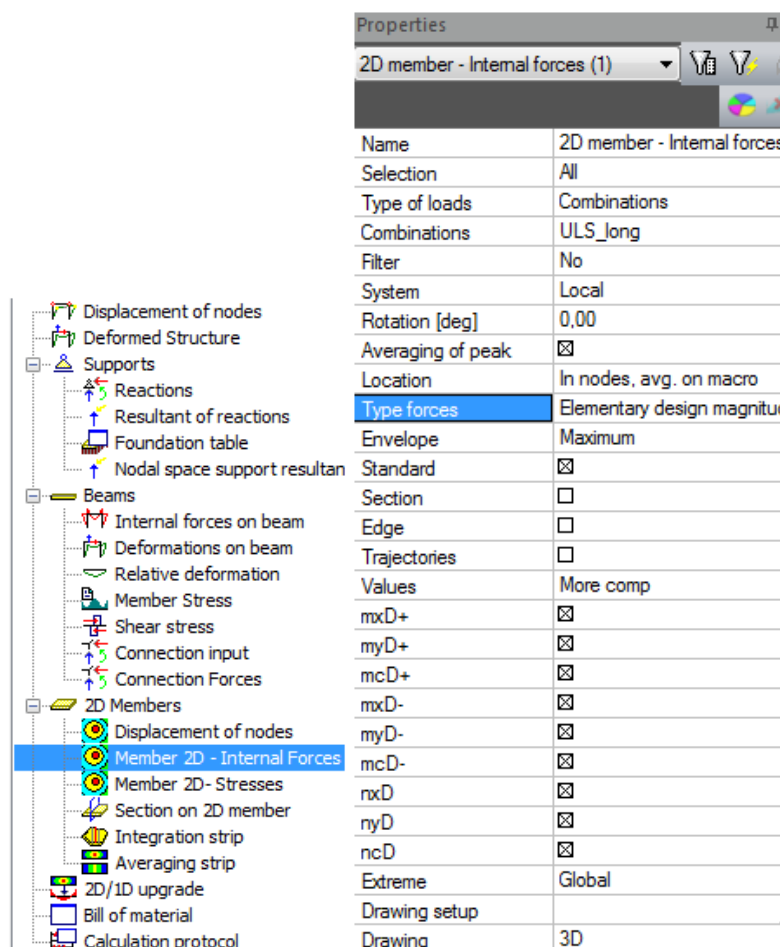 Displacement of nodes
Deformed Structure
Supports
Reactions
Resultant of reactions
Foundation table
Nodal space support resultan
Beams
Internal forces on beam
Deformations on beam
Relative deformation
Member Stress
Shear stress
Connection input
Connection Forces
2D Members
Displacement of nodes
Member 2D - Internal Forces
Member 2D- Stresses
Section on 2D member
Integration strip
Averaging strip
2D/1D upgrade
Bill of material
Calculation protocol
Properties
2D member - Internal forces (1)
Name 2D member - Internal forces
Selection All
Type of loads Combinations
Combinations ULS_long
Filter No
System Local
Rotation [deg] 0,00
Averaging of peak
Location In nodes, avg. on macro
Type forces Elementary design magnitud
Envelope Maximum
Standard
Section
Edge
Trajectories
Values More comp
mxD+
myD+
mcD+
mxD-
myD-
mcD-
nxD
nyD
ncD
Extreme Global
Drawing setup
Drawing 3D